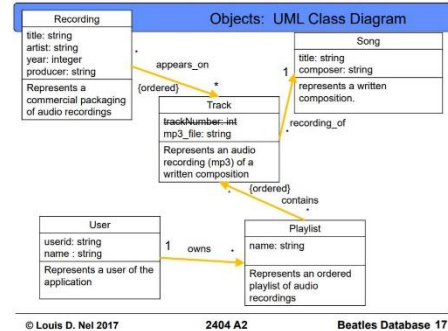 Objects: UML Class Diagram
Recording
title: string
artist: string
year: integer
producer: string
Represents a
commercial packaging
of audio recordings
*
appears_on
{ordered}
*
Song
title: string
composer: string
represents a written
composition.
1
*
recording_of
Track
trackNumber: int
mp3_file: string
Represents an audio
recording (mp3) of a
written composition
*
{ordered}
contains
*
User
userid: string
name : string
Represents a user of the
application
1
owns
*
Playlist
name: string
Represents an ordered
playlist of audio
recordings
© Louis D. Nel 2017
2404 A2
Beatles Database 17